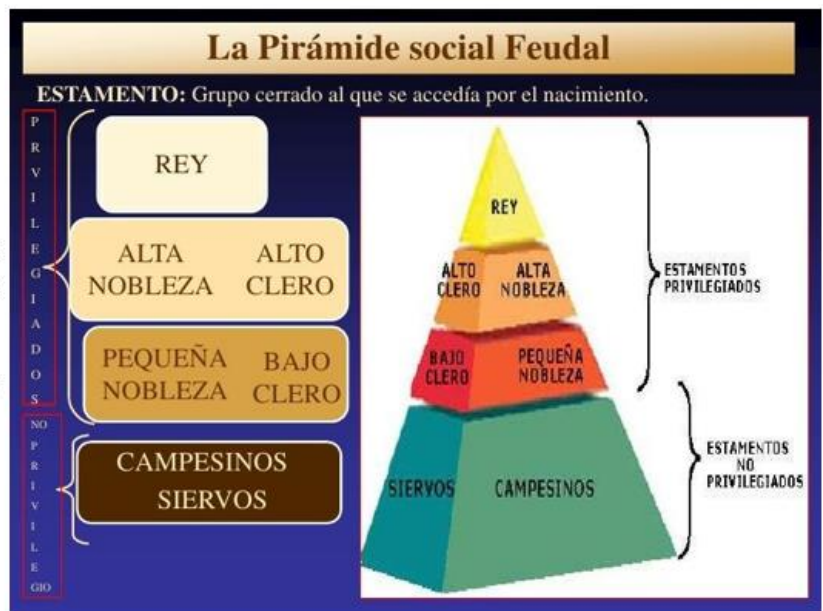 La Pirámide social Feudal
ESTAMENTO: Grupo cerrado al que se accedía por el nacimiento.
P
R
V
I
L
E
G
I
A
D
O
S
REY
ALTA ALTO
NOBLEZA CLERO
PEQUEÑA BAJO
NOBLEZA CLERO
NO
P
R
I
V
I
L
E
GIO
CAMPESINOS
SIERVOS
REY
ALTO ALTA
CLERO NOBLEZA
BAJO PEQUEÑA
CLERO NOBLEZA
SIERVOS CAMPESINOS
ESTAMENTOS
PRIVILEGIADOS
ESTAMENTOS
NO
PRIVILEGIADOS